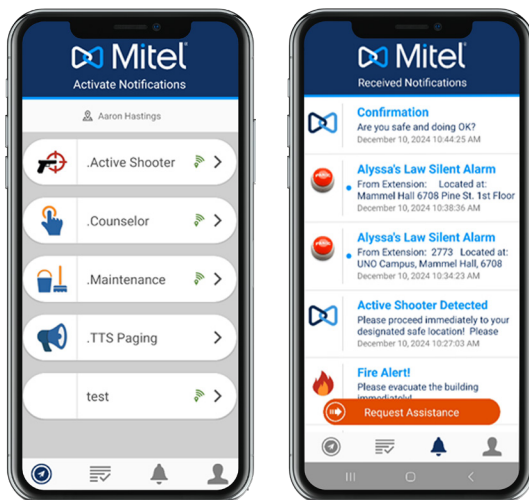 Mitel
Activate Notifications
Aaron Hastings
.Active Shooter
.Counselor
.Maintenance
.TTS Paging
test
Mitel
Received Notifications
Confirmation
Are you safe and doing OK?
December 10, 2024 10:44:25 AM
Alyssa's Law Silent Alarm
From Extension: Located at:
Mammel Hall 6708 Pine St. 1st Floor
December 10, 2024 10:38:36 AM
Alyssa's Law Silent Alarm
From Extension: 2773 Located at:
UNO Campus, Mammel Hall, 6708
December 10, 2024 10:34:23 AM
Active Shooter Detected
Please proceed immediately to your
designated safe location! Please
December 10, 2024 10:27:03 AM
Fire Alert!
Please evacuate the building
immediately!
Request Assistance